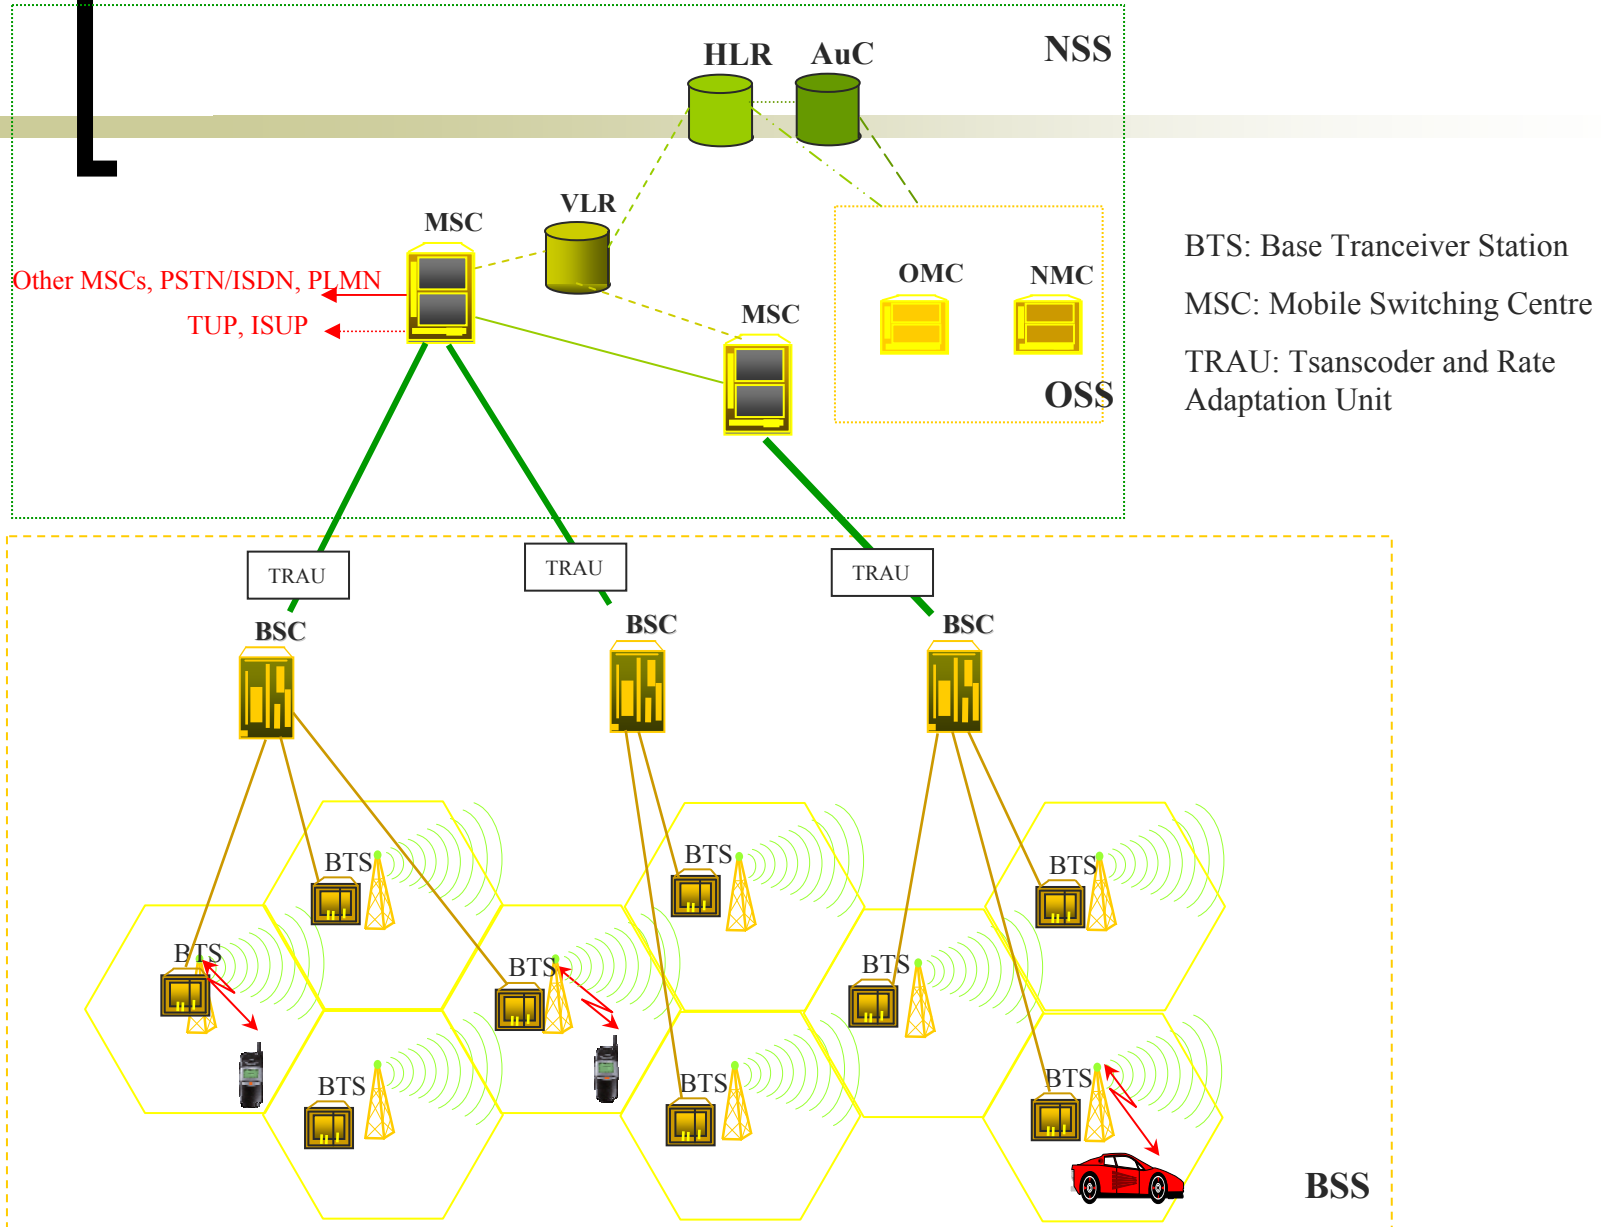 HLR
AuC
NSS
VLR
MSC
Other MSCs, PSTN/ISDN, PLMN
TUP, ISUP
MSC
OMC
NMC
OSS
BTS: Base Tranceiver Station
MSC: Mobile Switching Centre
TRAU: Tsanscoder and Rate
Adaptation Unit
TRAU
TRAU
TRAU
BSC
BSC
BSC
BTS
BTS
BTS
BTS
BTS
BTS
BTS
BTS
BTS
BSS